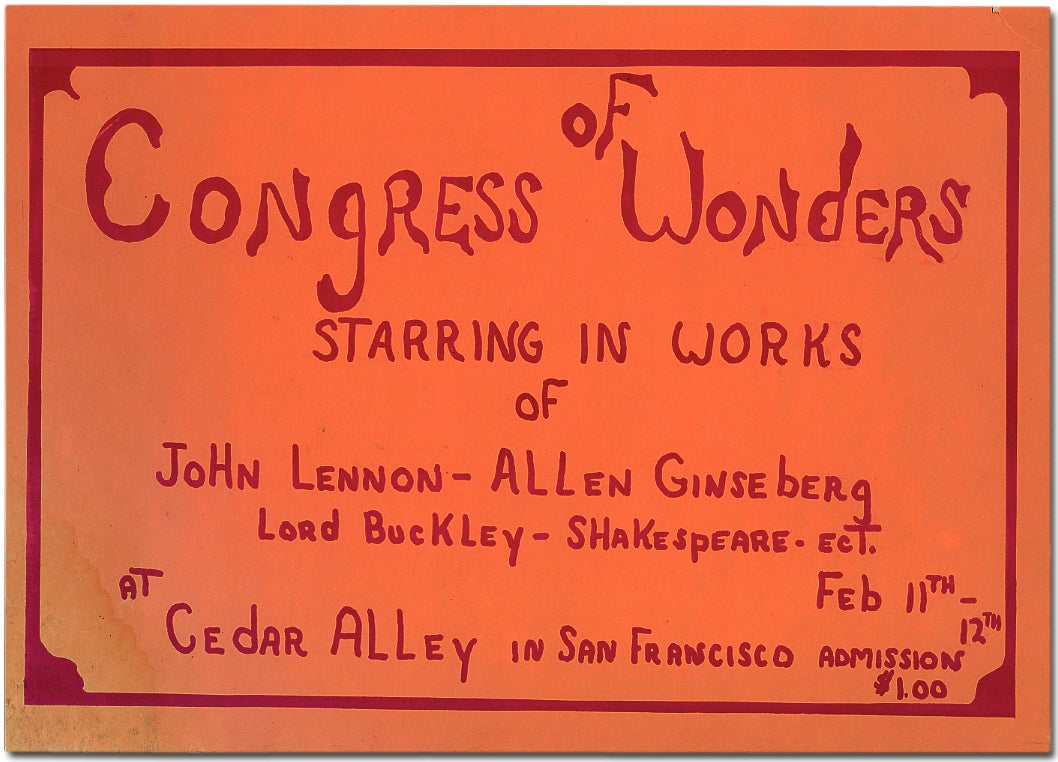 CONgRESS OF WONdERS
STARRING IN WORKS
OF
JOHN LENNON - ALLEN GINSEbERg
LORd BUCKLEy - SHAKESpEARE. ECT.
AT
Feb 11TH -
12TH
CEdAR ALLEy IN SAN FRANCISCO ADMISSION
$1.00